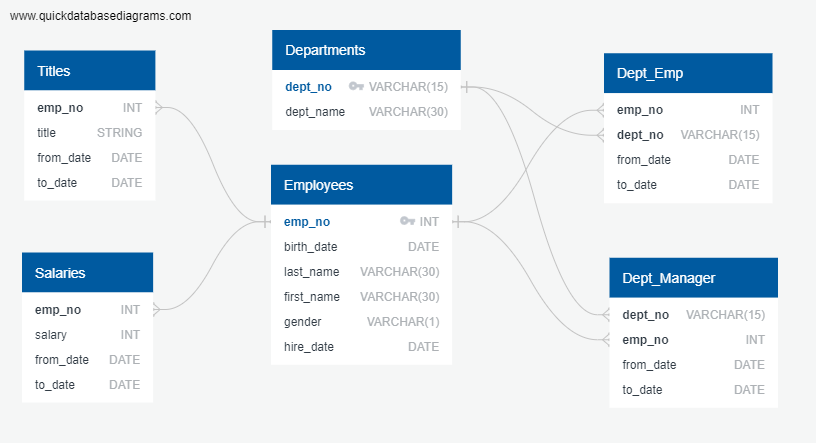 www.quickdatabasediagrams.com
Titles
emp_no INT
title STRING
from_date DATE
to_date DATE
Departments
dept_no VARCHAR(15)
dept_name VARCHAR(30)
Dept_Emp
emp_no INT
dept_no VARCHAR(15)
from_date DATE
to_date DATE
Employees
emp_no INT
birth_date DATE
last_name VARCHAR(30)
first_name VARCHAR(30)
gender VARCHAR(1)
hire_date DATE
Salaries
emp_no INT
salary INT
from_date DATE
to_date DATE
Dept_Manager
dept_no VARCHAR(15)
emp_no INT
from_date DATE
to_date DATE